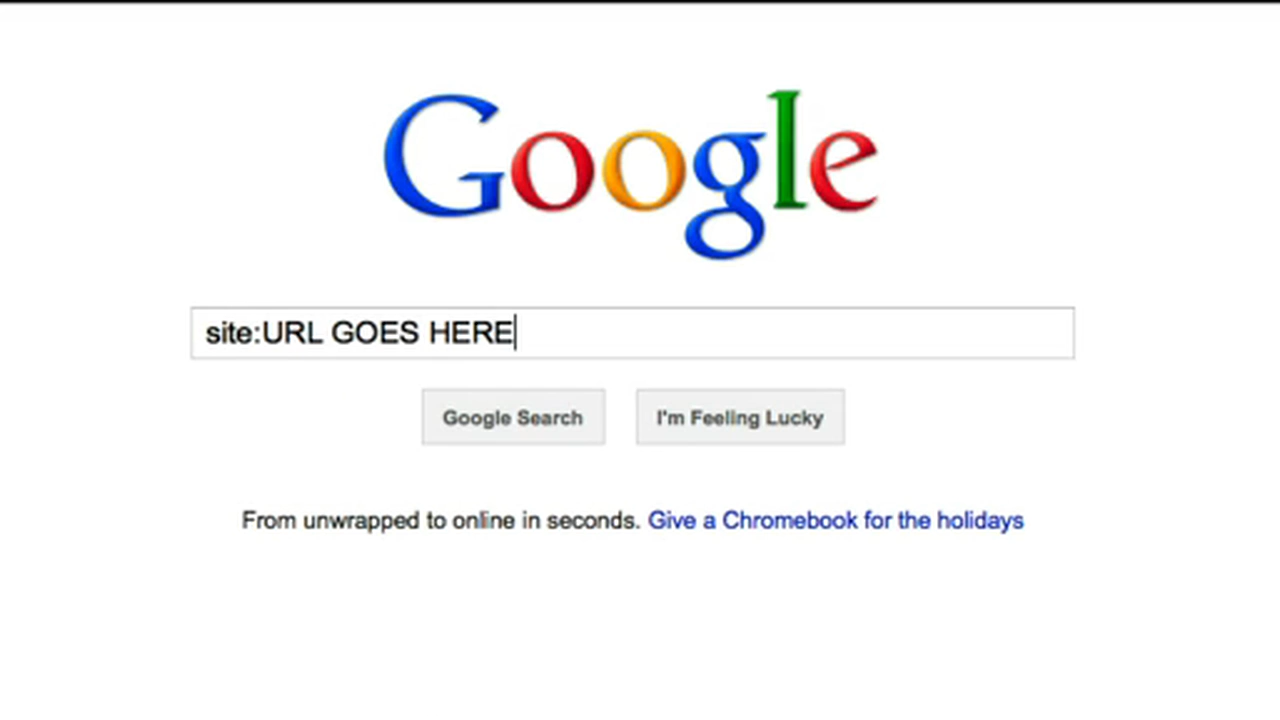 Google
site:URL GOES HERE
Google Search
I'm Feeling Lucky
From unwrapped to online in seconds. Give a Chromebook for the holidays